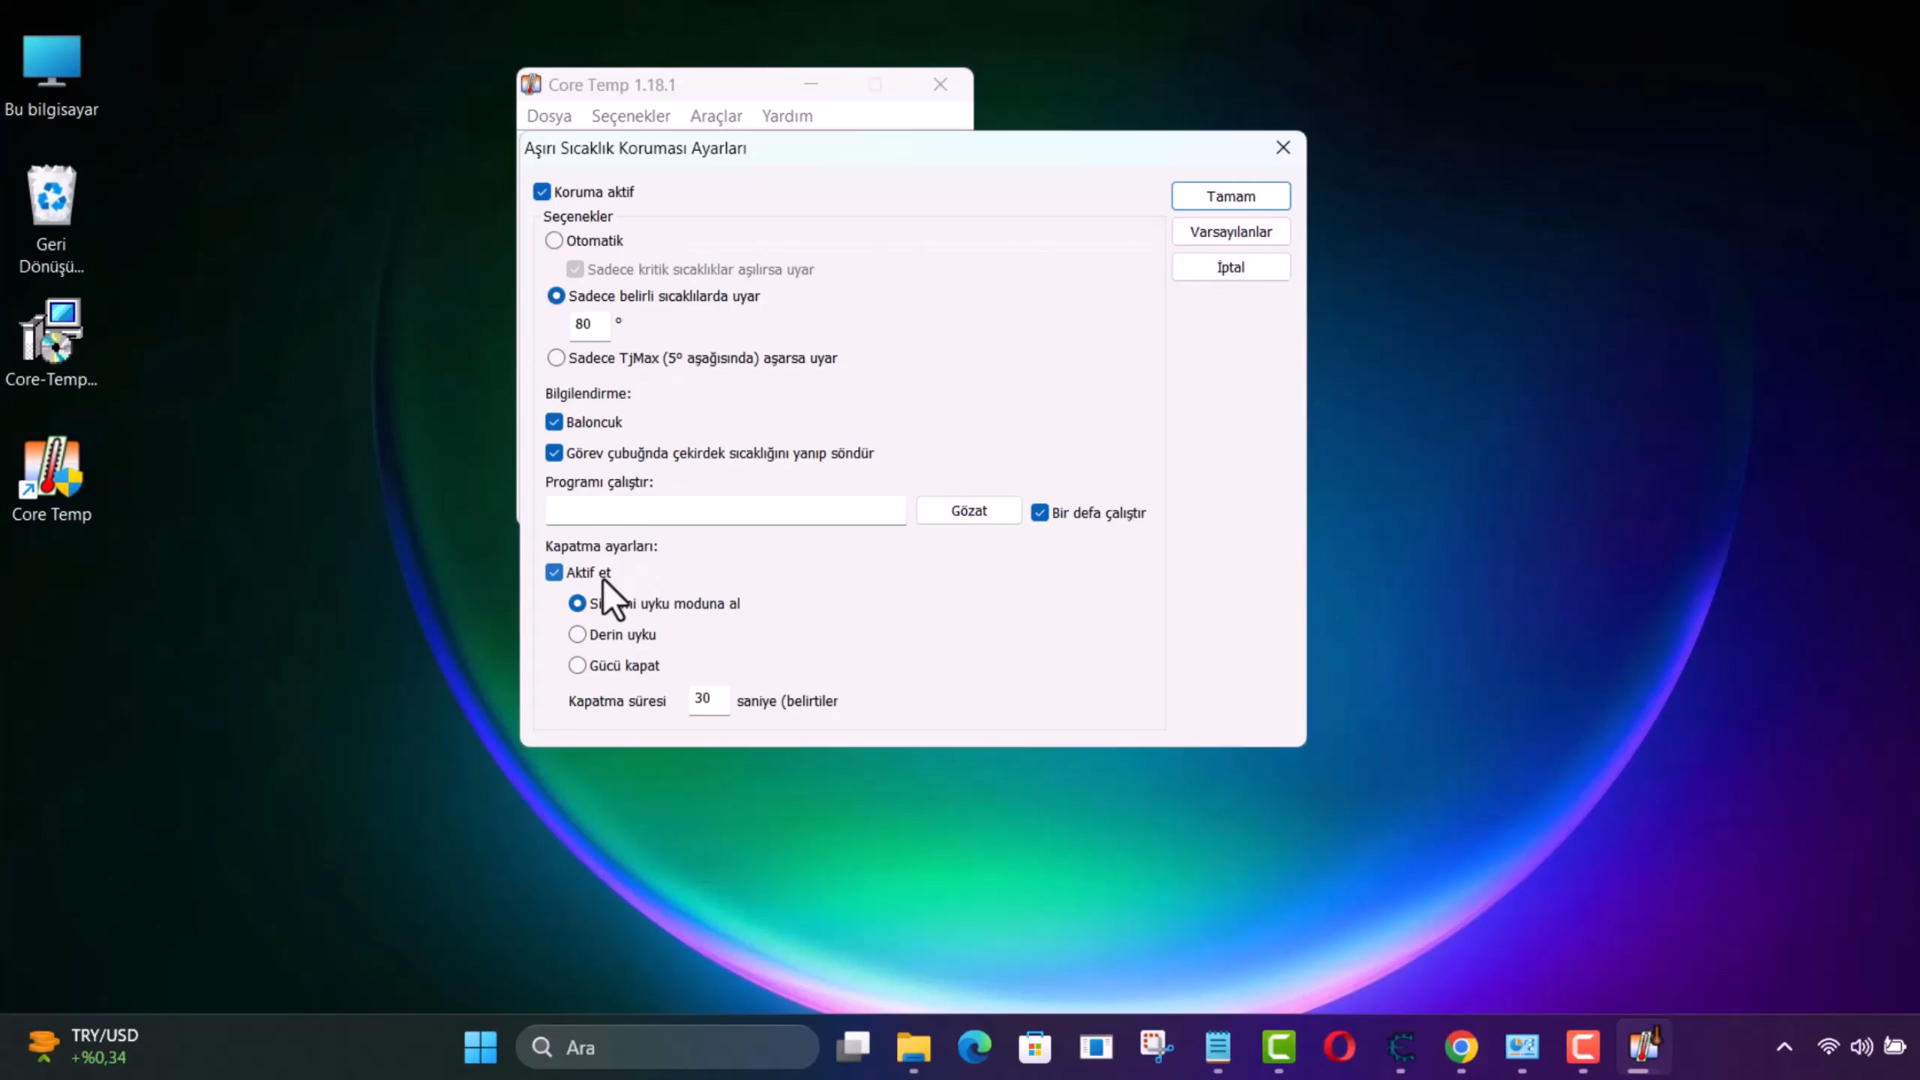 Bu bilgisayar
Geri
Dönüşü...
Core-Temp...
Core Temp
Core Temp 1.18.1
Dosya Seçenekler Araçlar Yardım
Aşırı Sıcaklık Koruması Ayarları
Koruma aktif
Tamam
Varsayılanlar
İptal
Seçenekler
Otomatik
Sadece kritik sıcaklıklar aşılırsa uyar
Sadece belirli sıcaklılarda uyar
80 °
Sadece TjMax (5° aşağısında) aşarsa uyar
Bilgilendirme:
Baloncuk
Görev çubuğnda çekirdek sıcaklığını yanıp söndür
Programı çalıştır:
Gözat
Bir defa çalıştır
Kapatma ayarları:
Aktif et
uyku moduna al
Derin uyku
Gücü kapat
Kapatma süresi 30 saniye (belirtiler
TRY/USD
+%0,34
Ara